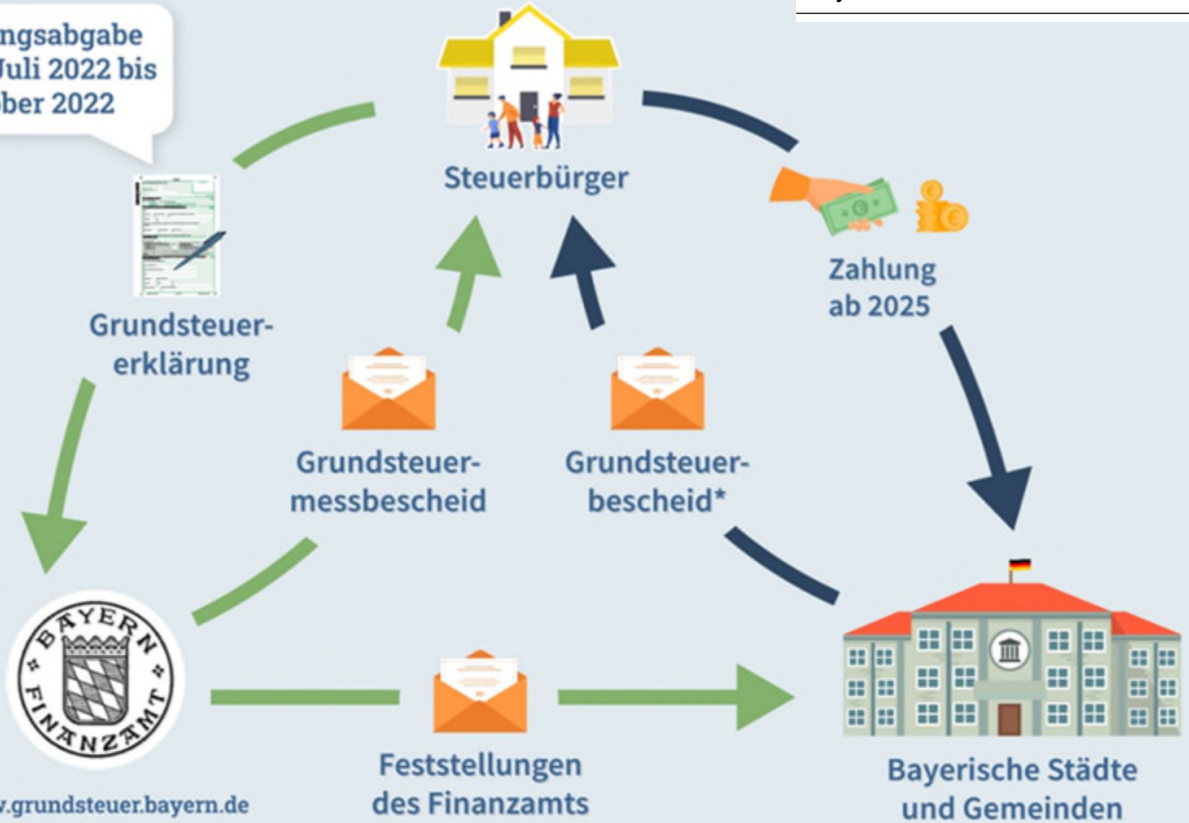 ngsabgabe
Juli 2022 bis
ober 2022
Steuerbürger
Zahlung
ab 2025
Grundsteuer-
erklärung
Grundsteuer-
messbescheid
Grundsteuer-
bescheid*
BAYERN
FINANZAMT
Feststellungen
des Finanzamts
Bayerische Städte
und Gemeinden
w.grundsteuer.bayern.de